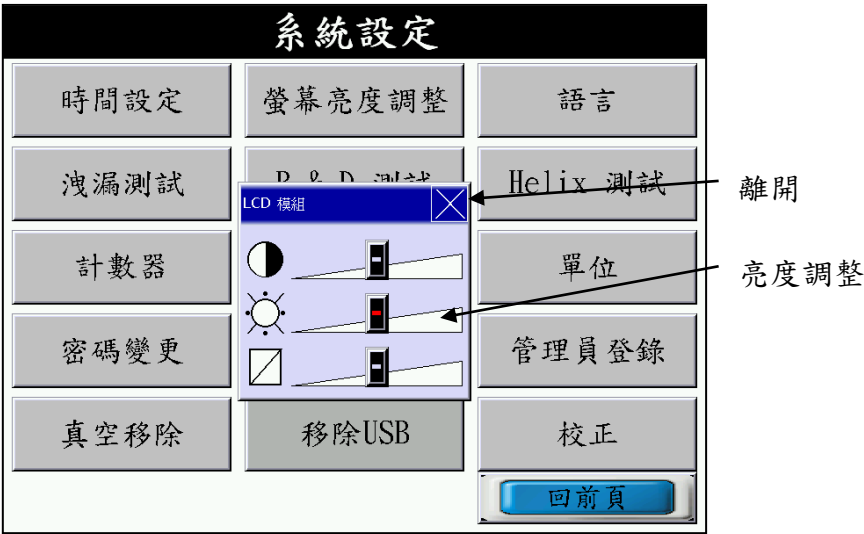 系統設定
時間設定
螢幕亮度調整
語言
洩漏測試
B & D 測試
Helix 測試
離開
LCD 模組
計數器
單位
亮度調整
密碼變更
管理員登錄
真空移除
移除USB
校正
回前頁